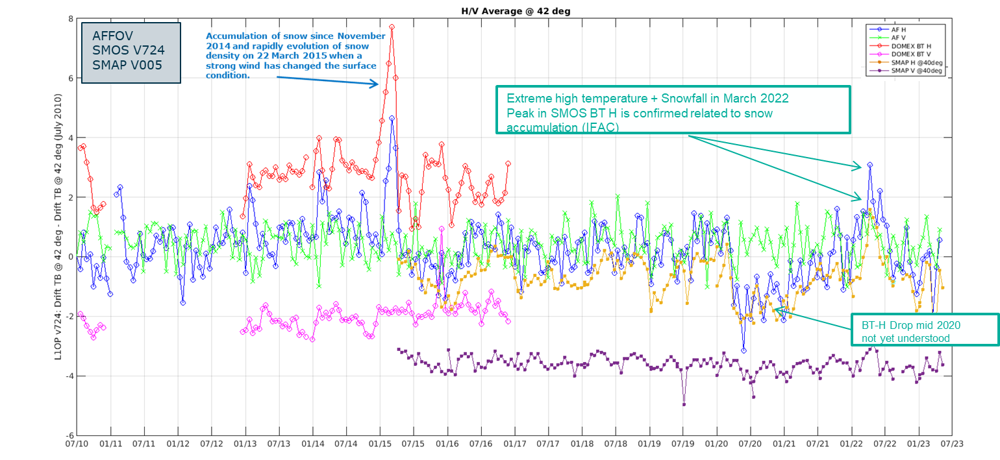 H/V Average @ 42 deg
AFFOV
SMOS V724
SMAP V005
Accumulation of snow since November
2014 and rapidly evolution of snow
density on 22 March 2015 when a
strong wind has changed the surface
condition.
AF H
AF V
DOMEX BT H
DOMEX BT V
SMAP H @40deg
SMAP V @40deg
Extreme high temperature + Snowfall in March 2022
Peak in SMOS BT H is confirmed related to snow
accumulation (IFAC)
BT-H Drop mid 2020
not yet understood
L1OP v724: Drift TB @ 42 deg - Drift TB @ 42 deg (July 2010)
8
6
4
2
0
-2
-4
-6
07/10 01/11 07/11 01/12 07/12 01/13 07/13 01/14 07/14 01/15 07/15 01/16 07/16 01/17 07/17 01/18 07/18 01/19 07/19 01/20 07/20 01/21 07/21 01/22 07/22 01/23 07/23